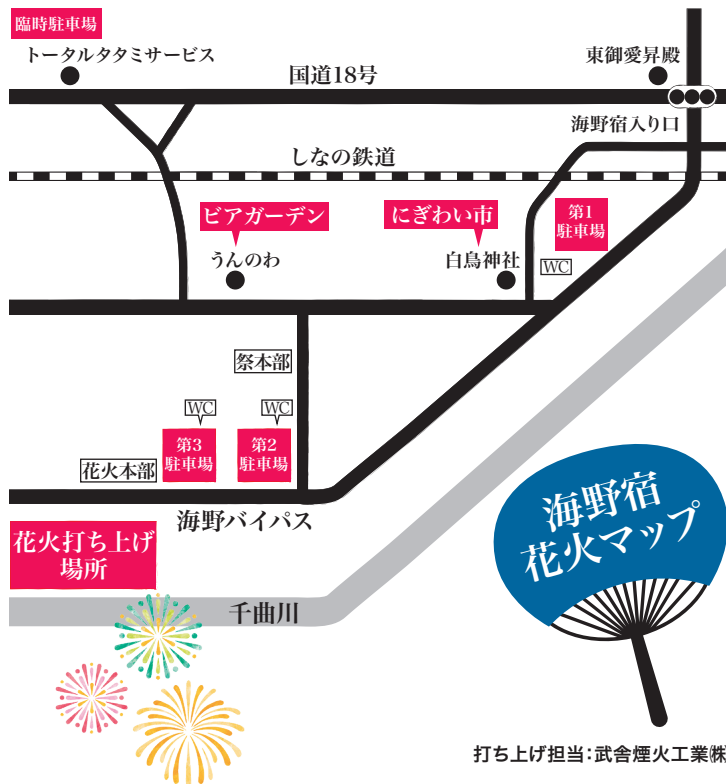 臨時駐車場
トータルタタミサービス
東御愛昇殿
国道18号
海野宿入り口
しなの鉄道
ビアガーデン
にぎわい市
第1
駐車場
うんのわ
白鳥神社
WC
祭本部
WC
WC
第3
駐車場
第2
駐車場
花火本部
海野バイパス
花火打ち上げ
場所
千曲川
海野宿
花火マップ
打ち上げ担当:武舎煙火工業㈱